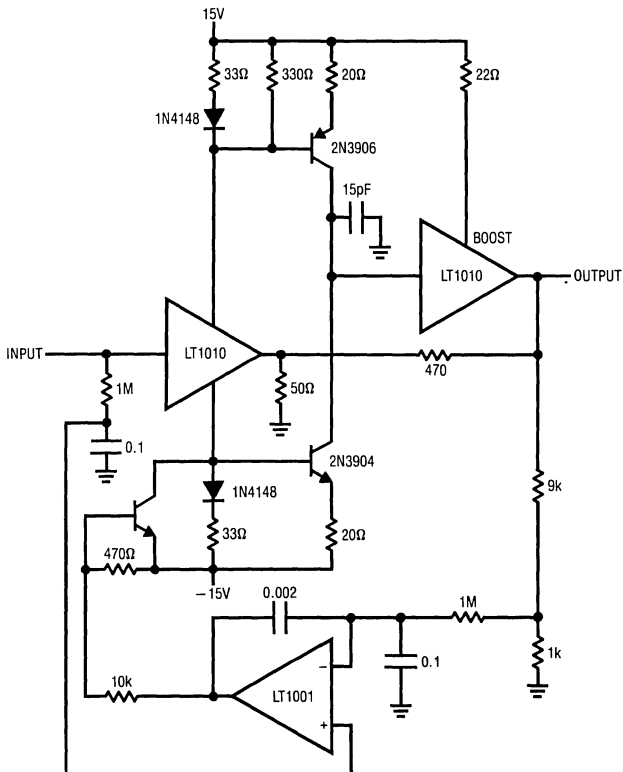 15V
33Ω
330Ω
20Ω
22Ω
1N4148
2N3906
15pF
BOOST
LT1010
OUTPUT
INPUT
LT1010
1M
50Ω
470
0.1
2N3904
1N4148
9k
33Ω
20Ω
470Ω
−15V
0.002
1M
0.1
1k
10k
−
LT1001
+